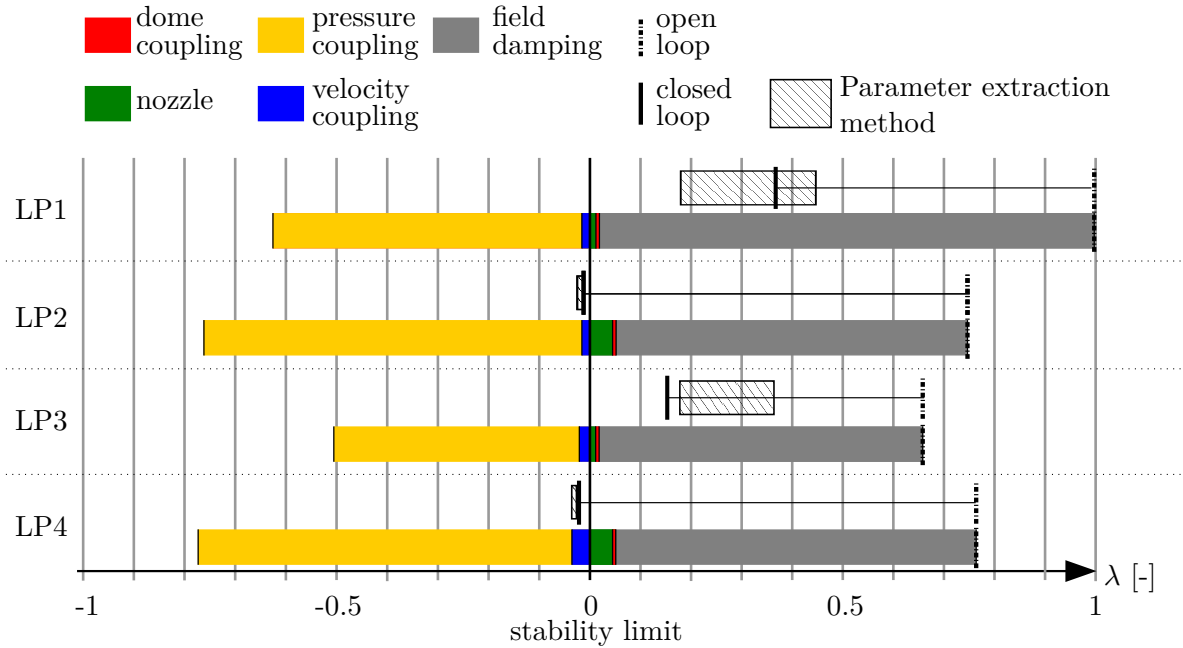 dome
coupling
pressure
coupling
field
damping
open
loop
nozzle
velocity
coupling
closed
loop
Parameter extraction
method
LP1
LP2
LP3
LP4
λ [-]
-1
-0.5
0
0.5
1
stability limit